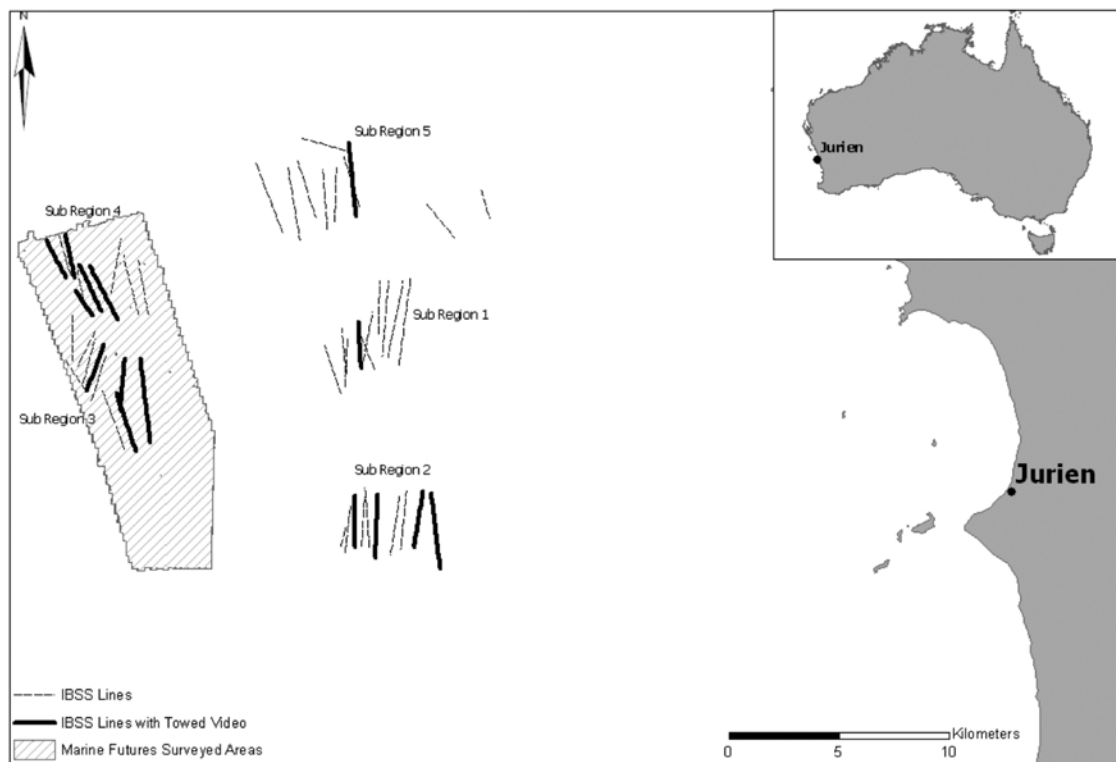 N
Sub Region 5
Sub Region 4
Sub Region 1
Sub Region 3
Sub Region 2
Jurien
Jurien
IBSS Lines
IBSS Lines with Towed Video
Marine Futures Surveyed Areas
Kilometers
0 5 10